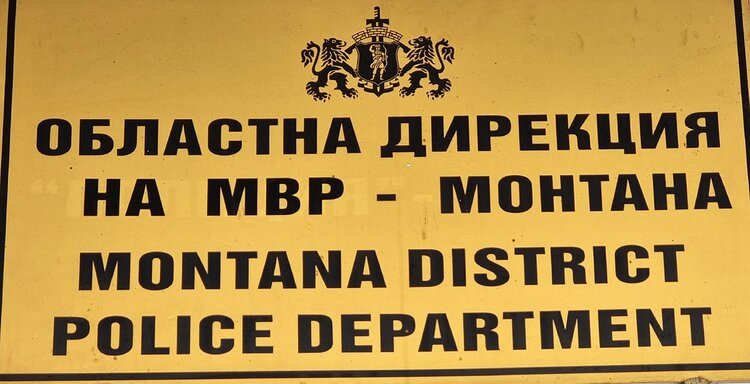 ОБЛАСТНА ДИРЕКЦИЯ
НА МВР - МОНТАНА
MONTANA DISTRICT
POLICE DEPARTMENT